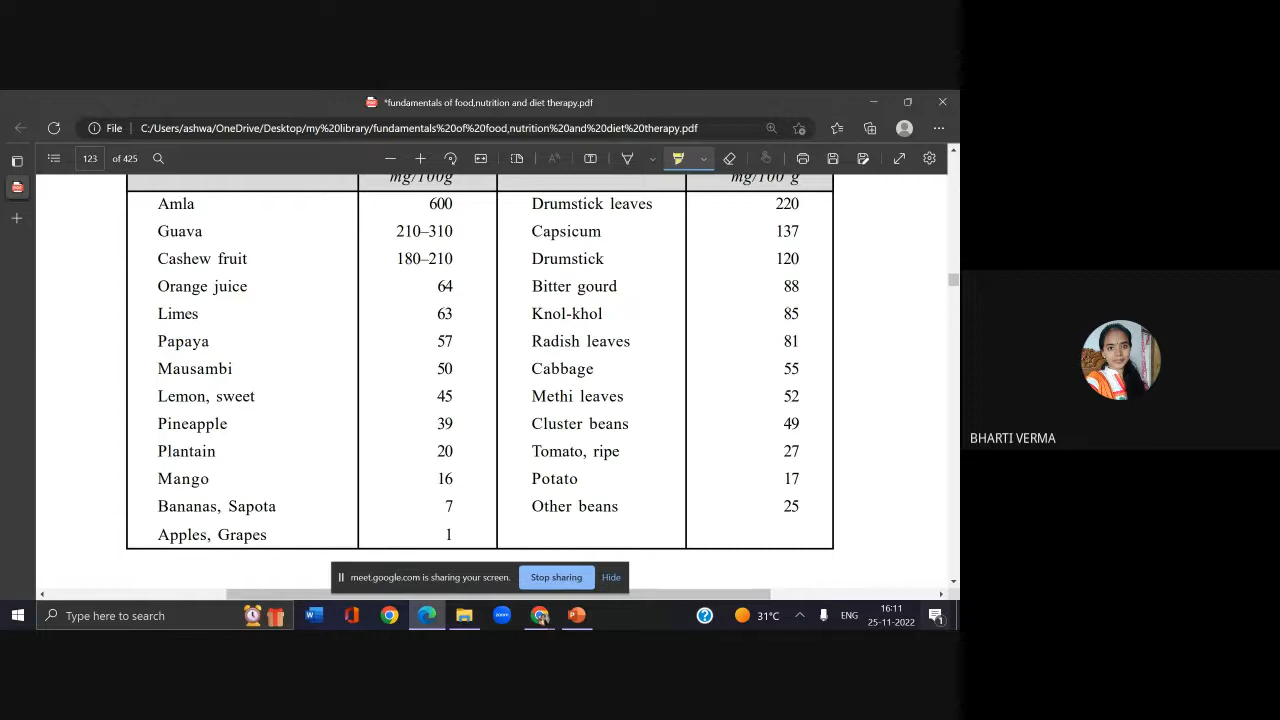 *fundamentals of food,nutrition and diet therapy.pdf
File C:/Users/ashwa/OneDrive/Desktop/my%20library/fundamentals%20of%20food,nutrition%20and%20diet%20therapy.pdf
123 of 425
mg/100g mg/100 g
Amla 600 Drumstick leaves 220
Guava 210–310 Capsicum 137
Cashew fruit 180–210 Drumstick 120
Orange juice 64 Bitter gourd 88
Limes 63 Knol-khol 85
Papaya 57 Radish leaves 81
Mausambi 50 Cabbage 55
Lemon, sweet 45 Methi leaves 52
Pineapple 39 Cluster beans 49
Plantain 20 Tomato, ripe 27
Mango 16 Potato 17
Bananas, Sapota 7 Other beans 25
Apples, Grapes 1
BHARTI VERMA
meet.google.com is sharing your screen. Stop sharing Hide
Type here to search
31°C ENG 16:11
25-11-2022 1